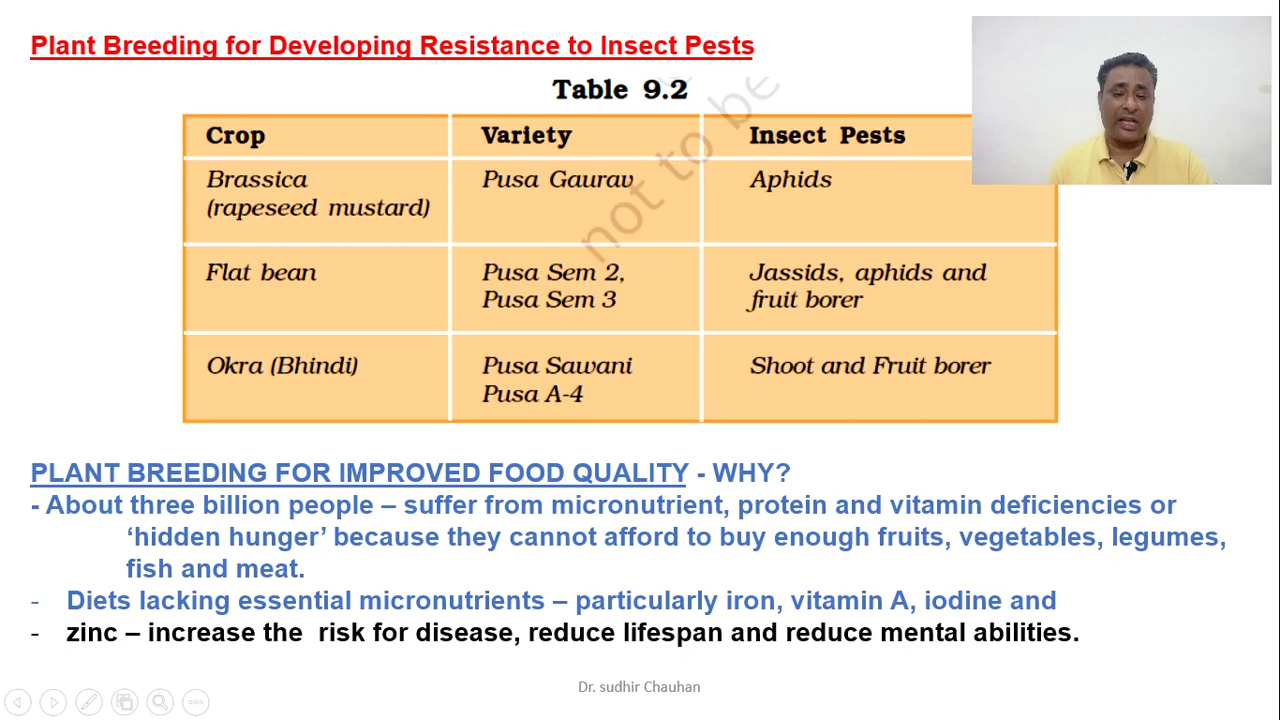 Plant Breeding for Developing Resistance to Insect Pests
Table 9.2
Crop Variety Insect Pests
Brassica Pusa Gaurav Aphids
(rapeseed mustard)
Flat bean Pusa Sem 2, Jassids, aphids and
Pusa Sem 3 fruit borer
Okra (Bhindi) Pusa Sawani Shoot and Fruit borer
Pusa A-4
not to be
PLANT BREEDING FOR IMPROVED FOOD QUALITY - WHY?
- About three billion people – suffer from micronutrient, protein and vitamin deficiencies or
‘hidden hunger’ because they cannot afford to buy enough fruits, vegetables, legumes,
fish and meat.
- Diets lacking essential micronutrients – particularly iron, vitamin A, iodine and
- zinc – increase the risk for disease, reduce lifespan and reduce mental abilities.
Dr. sudhir Chauhan